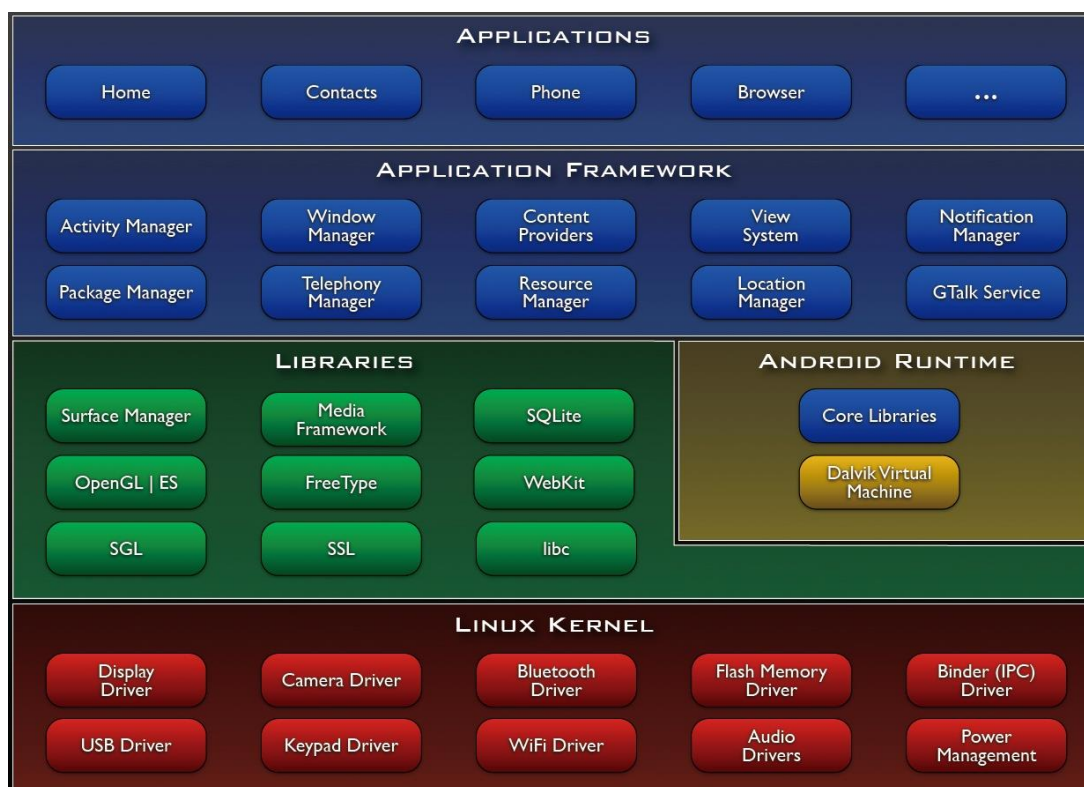 APPLICATIONS
Home
Contacts
Phone
Browser
...
APPLICATION FRAMEWORK
Activity Manager
Window
Manager
Content
Providers
View
System
Notification
Manager
Package Manager
Telephony
Manager
Resource
Manager
Location
Manager
GTalk Service
LIBRARIES
Surface Manager
Media
Framework
SQLite
OpenGL | ES
FreeType
WebKit
SGL
SSL
libc
ANDROID RUNTIME
Core Libraries
Dalvik Virtual
Machine
LINUX KERNEL
Display
Driver
Camera Driver
Bluetooth
Driver
Flash Memory
Driver
Binder (IPC)
Driver
USB Driver
Keypad Driver
WiFi Driver
Audio
Drivers
Power
Management